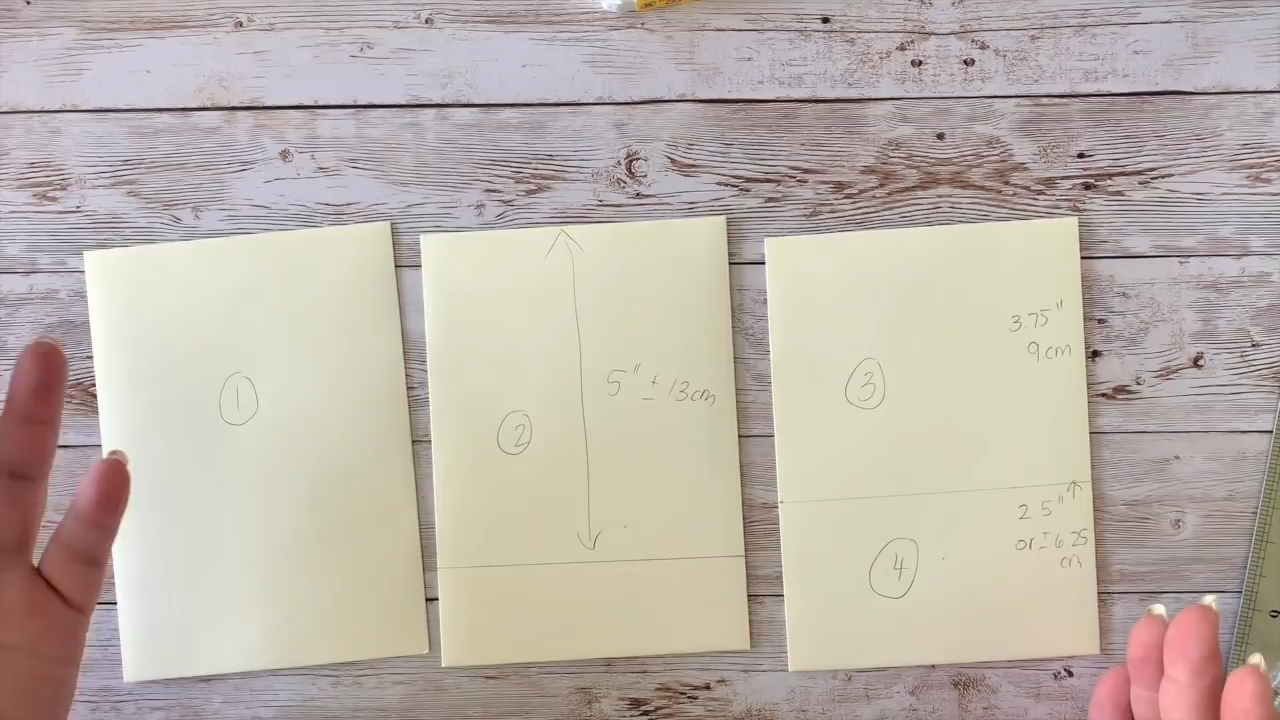 1
2
5" ± 13cm
3
3.75"
9cm
4
2 5"
or ± 6.25
cm